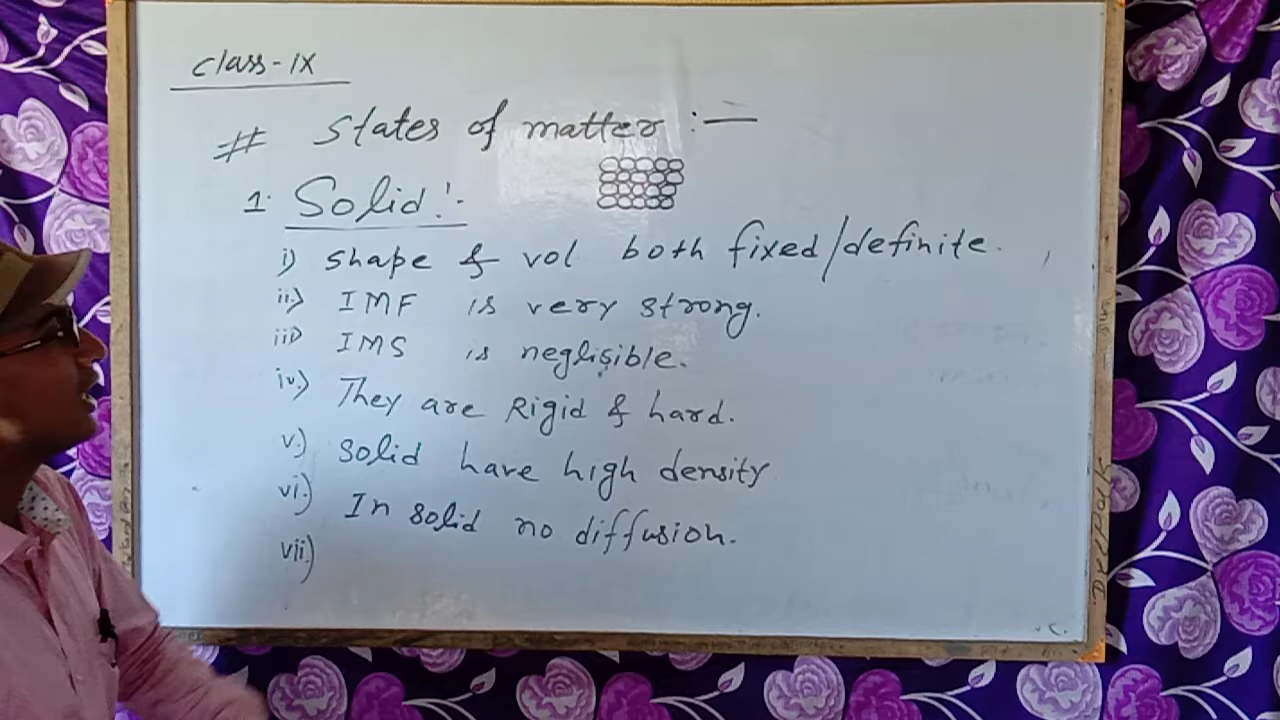 class-IX
# States of matter :-
1. Solid :-
i) shape & vol both fixed/definite.
ii) IMF is very strong.
iii) IMS is negligible.
iv.) They are Rigid & hard.
v.) solid have high density
vi.) In solid no diffusion.
vii.)